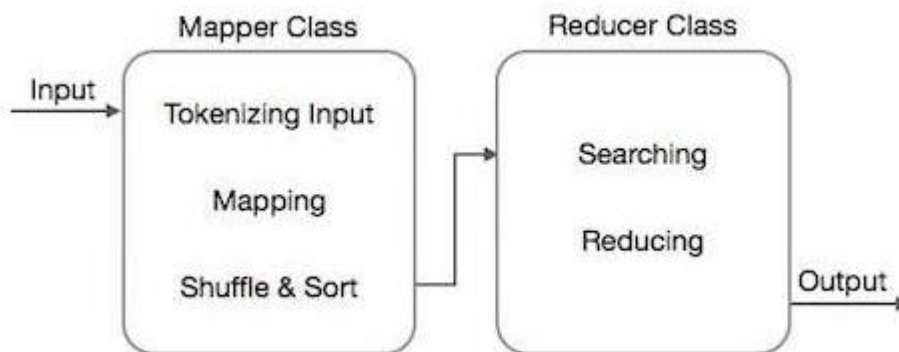 Mapper Class
Reducer Class
Input
Tokenizing Input
Mapping
Shuffle & Sort
Searching
Reducing
Output